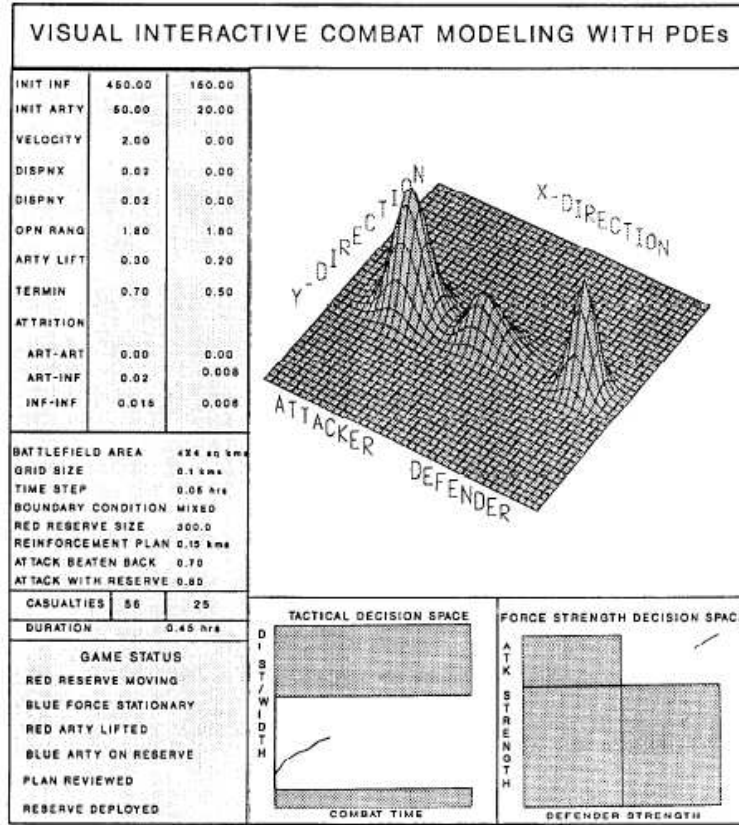 VISUAL INTERACTIVE COMBAT MODELING WITH PDEs
INIT INF 450.00 150.00
INIT ARTY 50.00 20.00
VELOCITY 2.00 0.00
DISPNX 0.02 0.00
DISPNY 0.02 0.00
OPN RANG 1.80 1.80
ARTY LIFT 0.30 0.20
TERMIN 0.70 0.50
ATTRITION
ART-ART 0.00 0.00
ART-INF 0.02 0.008
INF-INF 0.015 0.006
BATTLEFIELD AREA 4X4 sq kms
GRID SIZE 0.1 kms
TIME STEP 0.05 hrs
BOUNDARY CONDITION MIXED
RED RESERVE SIZE 300.0
REINFORCEMENT PLAN 0.15 kms
ATTACK BEATEN BACK 0.70
ATTACK WITH RESERVE 0.80
CASUALTIES 56 25
DURATION 0.45 hrs
GAME STATUS
RED RESERVE MOVING
BLUE FORCE STATIONARY
RED ARTY LIFTED
BLUE ARTY ON RESERVE
PLAN REVIEWED
RESERVE DEPLOYED
Y-DIRECTION
X-DIRECTION
ATTACKER
DEFENDER
TACTICAL DECISION SPACE
DIST/WIDTH
COMBAT TIME
FORCE STRENGTH DECISION SPACE
ATK STRENGTH
DEFENDER STRENGTH